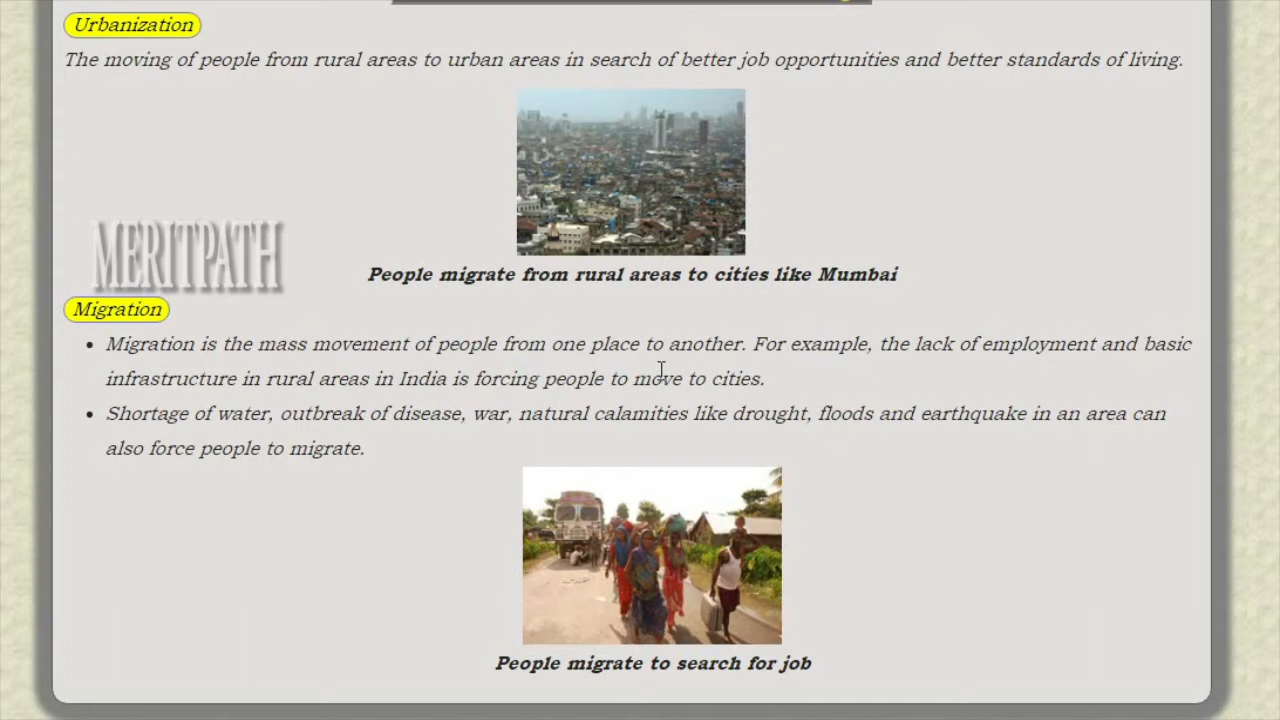 Urbanization
The moving of people from rural areas to urban areas in search of better job opportunities and better standards of living.
MERITPATH
People migrate from rural areas to cities like Mumbai
Migration
• Migration is the mass movement of people from one place to another. For example, the lack of employment and basic
infrastructure in rural areas in India is forcing people to move to cities.
• Shortage of water, outbreak of disease, war, natural calamities like drought, floods and earthquake in an area can
also force people to migrate.
People migrate to search for job